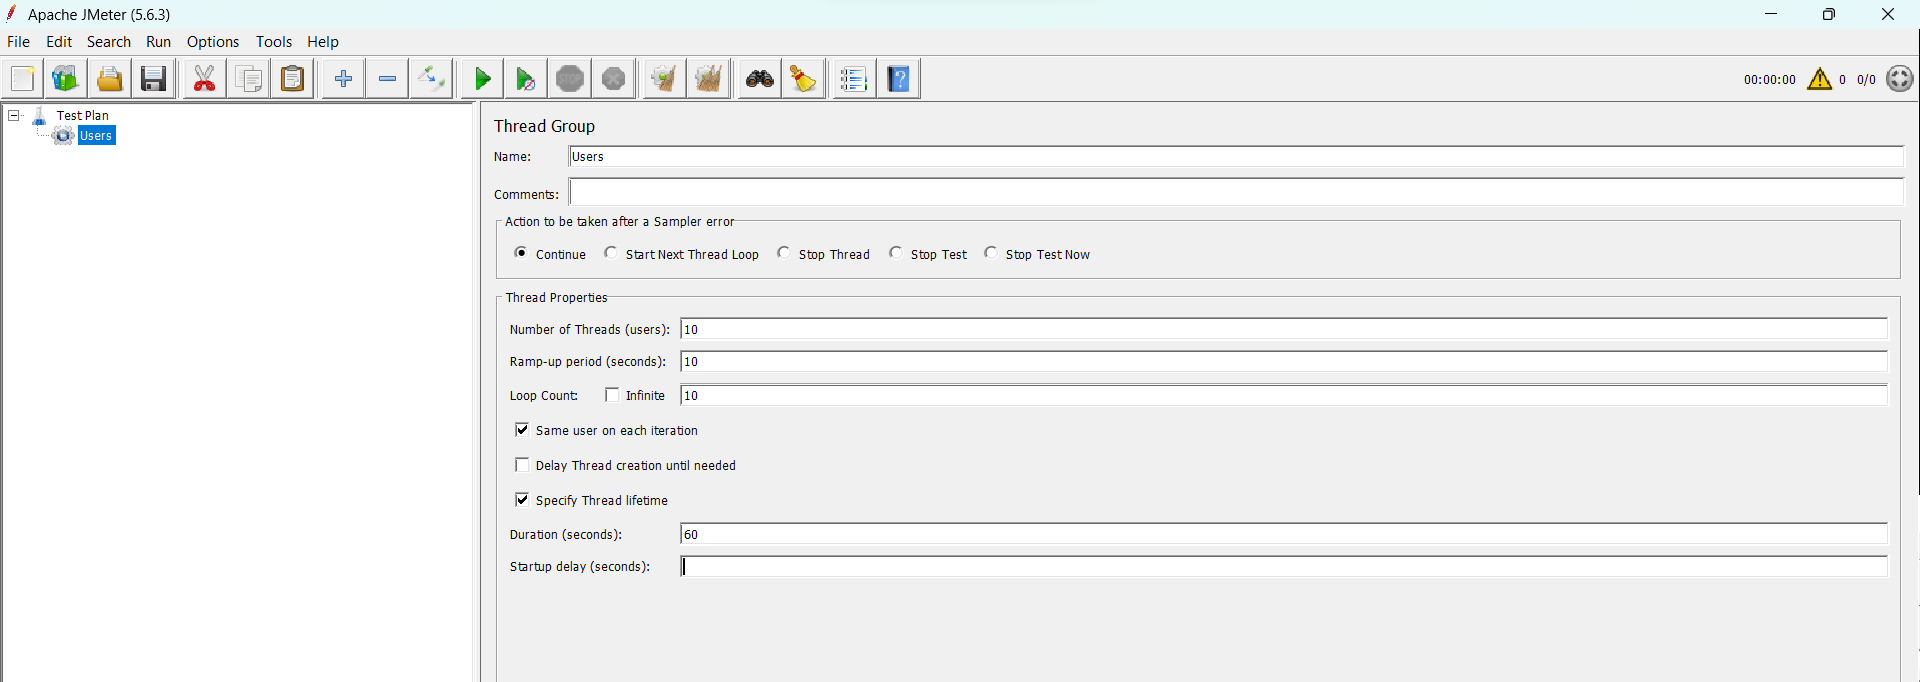 Apache JMeter (5.6.3)
File Edit Search Run Options Tools Help
STOP
00:00:00 0 0/0
Test Plan
Users
Thread Group
Name: Users
Comments:
Action to be taken after a Sampler error
Continue Start Next Thread Loop Stop Thread Stop Test Stop Test Now
Thread Properties
Number of Threads (users): 10
Ramp-up period (seconds): 10
Loop Count: Infinite 10
Same user on each iteration
Delay Thread creation until needed
Specify Thread lifetime
Duration (seconds): 60
Startup delay (seconds):